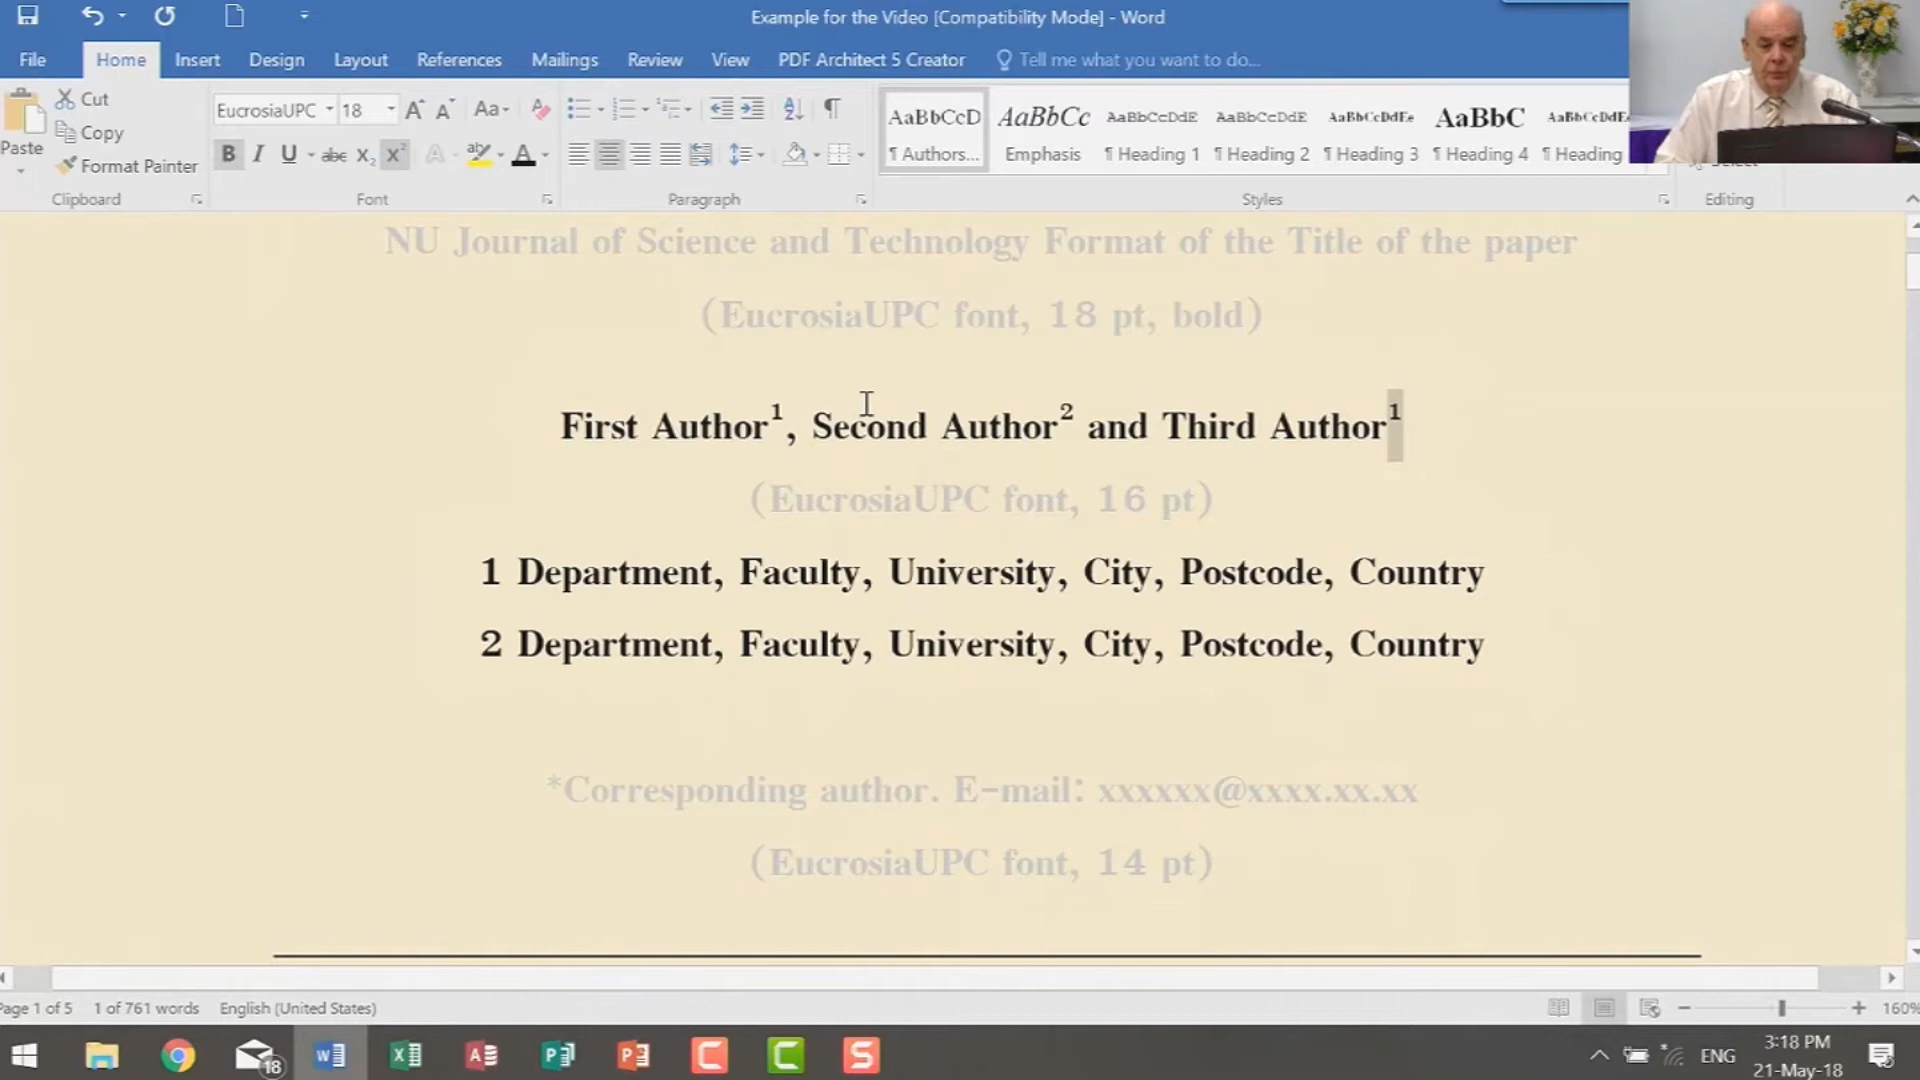 Example for the Video [Compatibility Mode] - Word
File Home Insert Design Layout References Mailings Review View PDF Architect 5 Creator Tell me what you want to do...
Paste
Cut
Copy
Format Painter
Clipboard
EucrosiaUPC 18 Aa
B I U abc X₂ X² A A
Font
Paragraph
AaBbCcD AaBbCc AaBbCcDdE AaBbCcDdE AaBbCcDdEe AaBbC AaBbCcDdE
¶ Authors... Emphasis ¶ Heading 1 ¶ Heading 2 ¶ Heading 3 ¶ Heading 4 ¶ Heading
Styles
Editing
NU Journal of Science and Technology Format of the Title of the paper
(EucrosiaUPC font, 18 pt, bold)
First Author¹, Second Author² and Third Author¹
(EucrosiaUPC font, 16 pt)
1 Department, Faculty, University, City, Postcode, Country
2 Department, Faculty, University, City, Postcode, Country
*Corresponding author. E-mail: xxxxxx@xxxx.xx.xx
(EucrosiaUPC font, 14 pt)
Page 1 of 5 1 of 761 words English (United States) 160%
18 ENG 3:18 PM
21-May-18